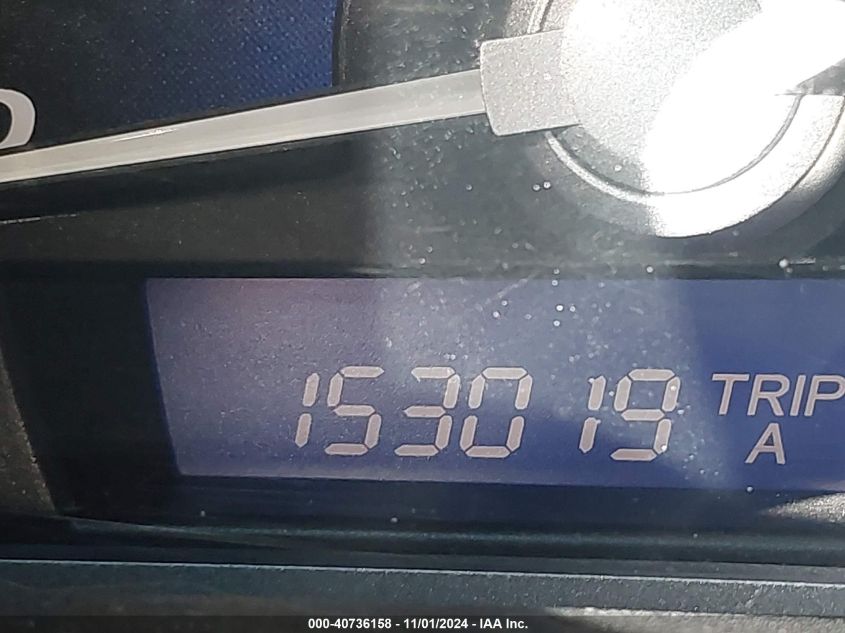 153019 TRIP
A
000-40736158 - 11/01/2024 - IAA Inc.